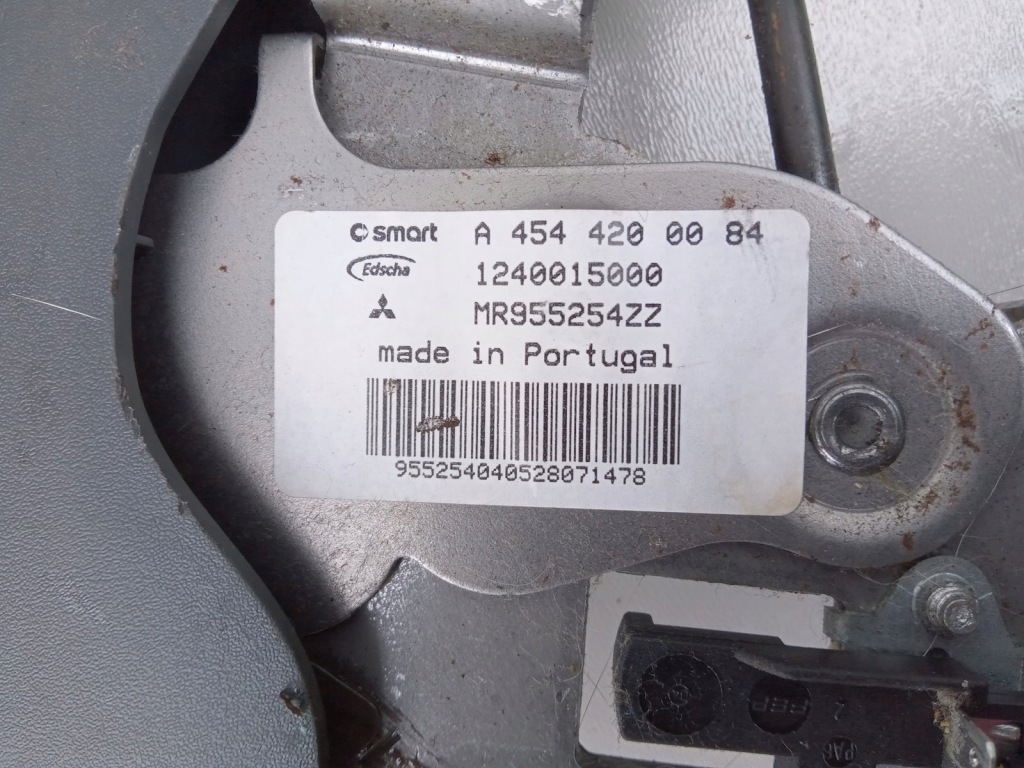 smart A 454 420 00 84
Edscha 1240015000
MR955254ZZ
made in Portugal
955254040528071478